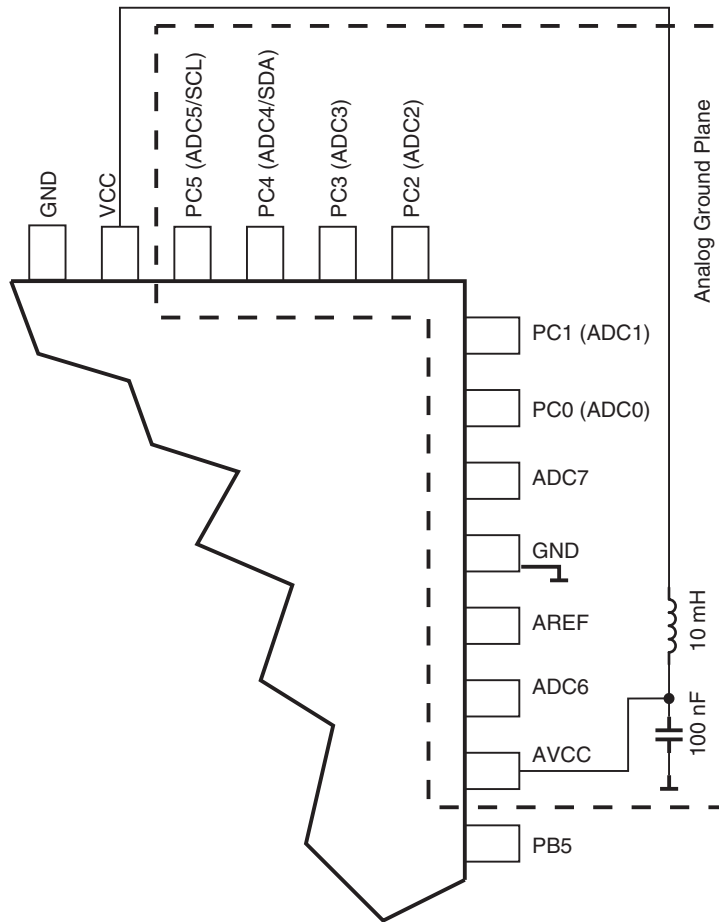 GND
VCC
PC5 (ADC5/SCL)
PC4 (ADC4/SDA)
PC3 (ADC3)
PC2 (ADC2)
Analog Ground Plane
PC1 (ADC1)
PC0 (ADC0)
ADC7
GND
AREF
10 mH
ADC6
100 nF
AVCC
PB5